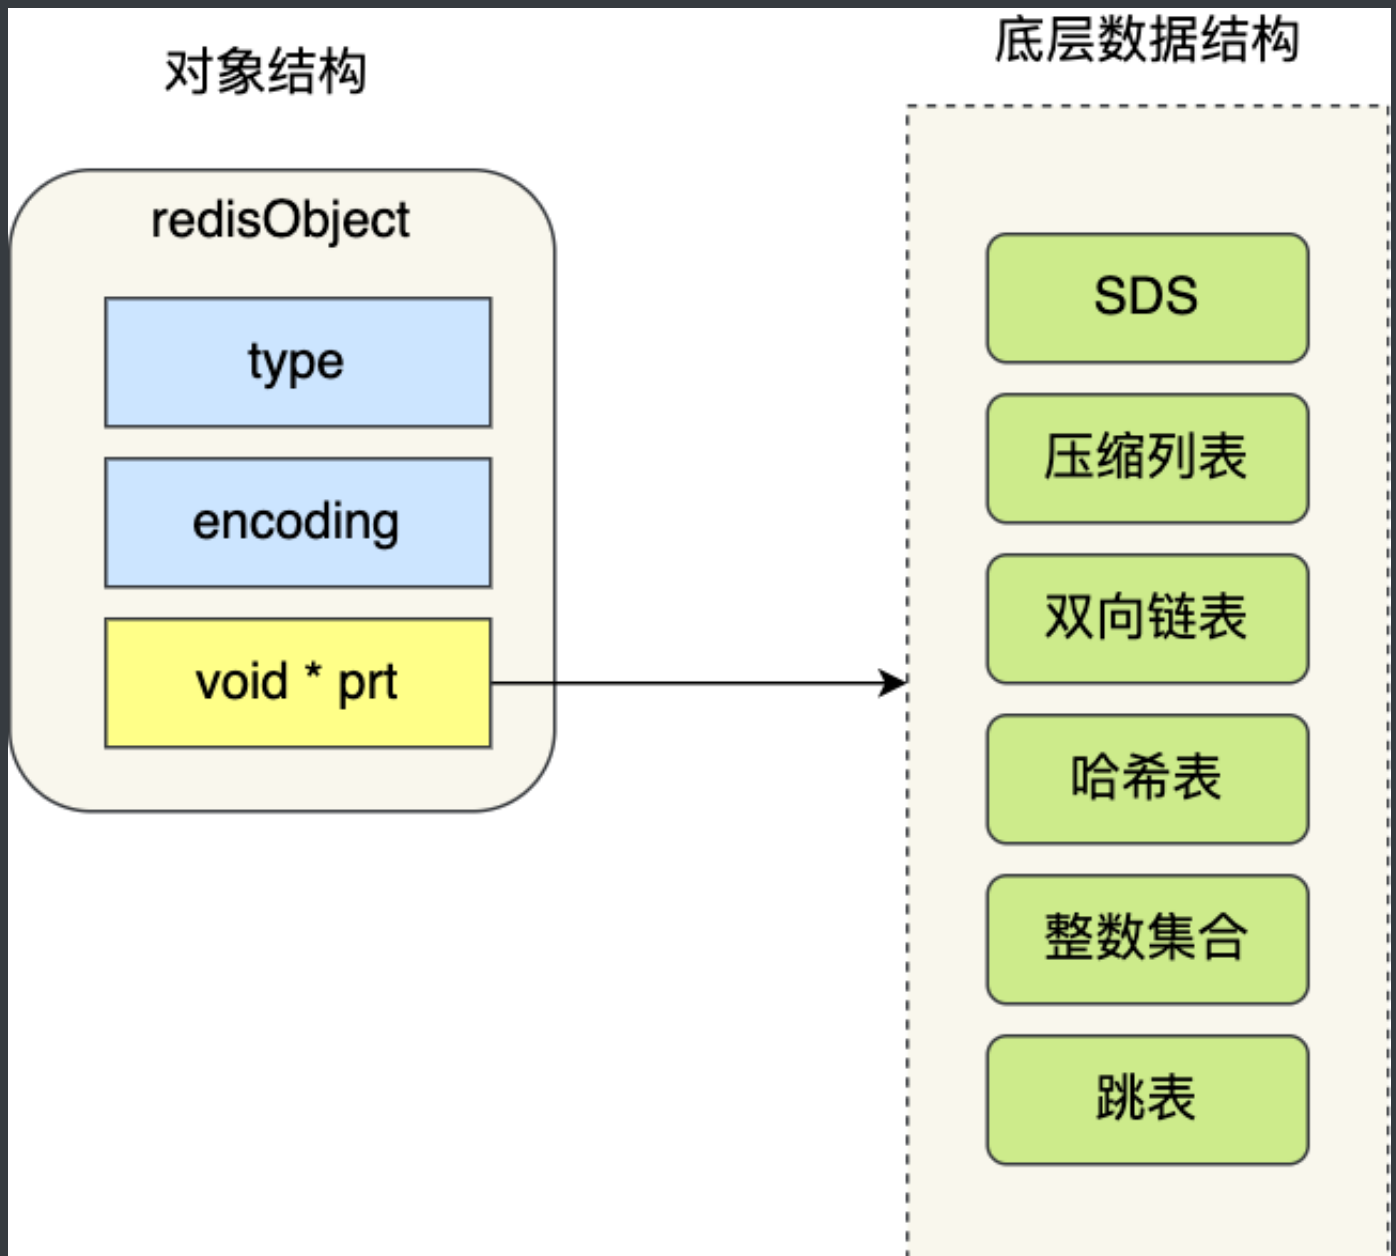 对象结构
redisObject
type
encoding
void * prt
底层数据结构
SDS
压缩列表
双向链表
哈希表
整数集合
跳表